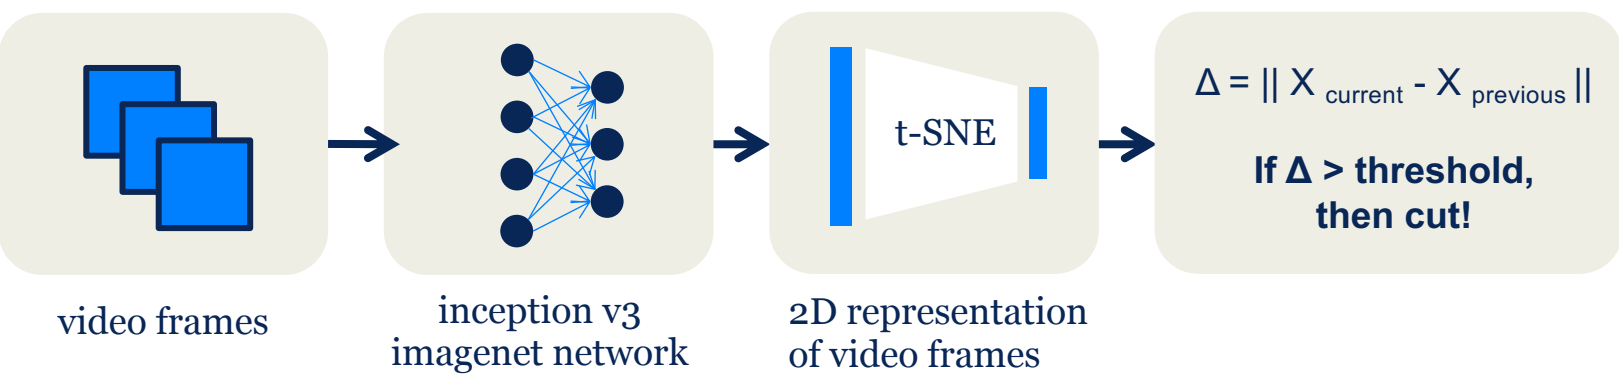 video frames
inception v3
imagenet network
t-SNE
2D representation
of video frames
Δ = || X current - X previous ||
If Δ > threshold,
then cut!